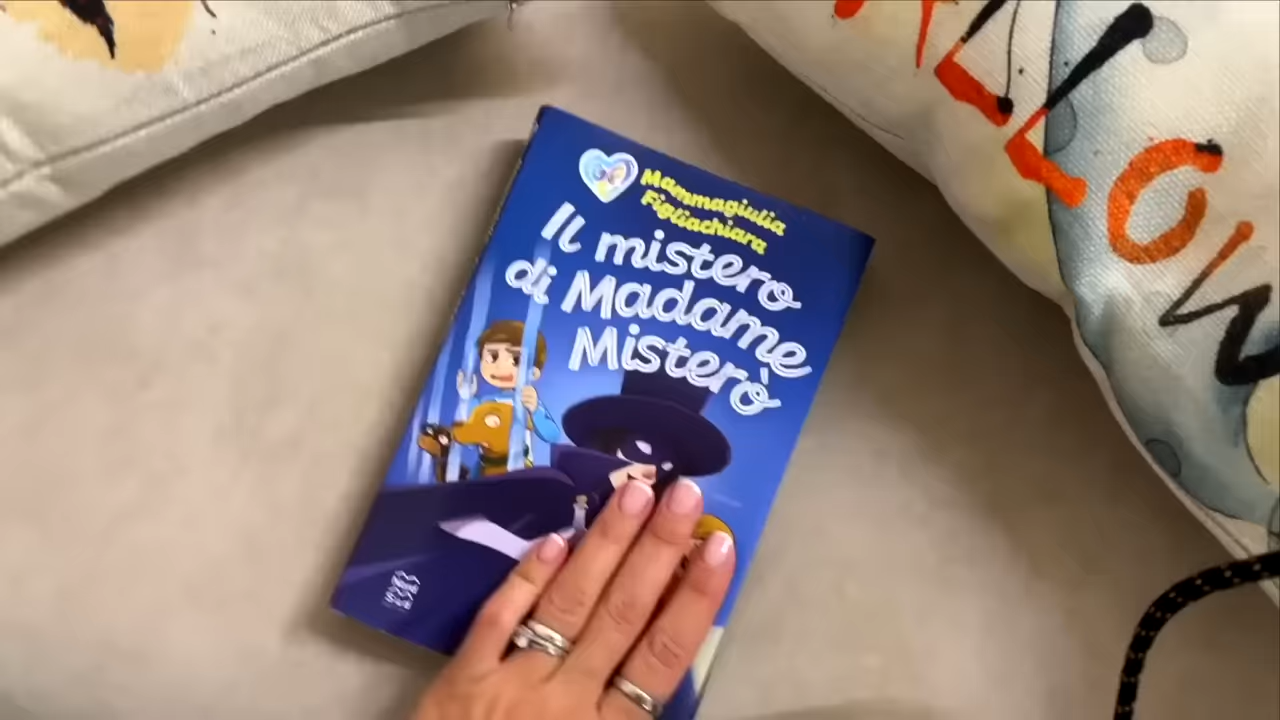 Mammagiulia
Figliachiara
Il mistero
di Madame
Misterò